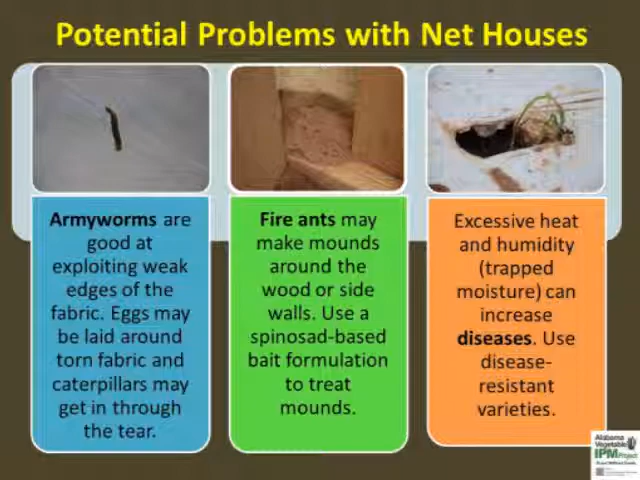 Potential Problems with Net Houses
Armyworms are
good at
exploiting weak
edges of the
fabric. Eggs may
be laid around
torn fabric and
caterpillars may
get in through
the tear.
Fire ants may
make mounds
around the
wood or side
walls. Use a
spinosad-based
bait formulation
to treat
mounds.
Excessive heat
and humidity
(trapped
moisture) can
increase
diseases. Use
disease-
resistant
varieties.
Alabama
Vegetable
IPM Project